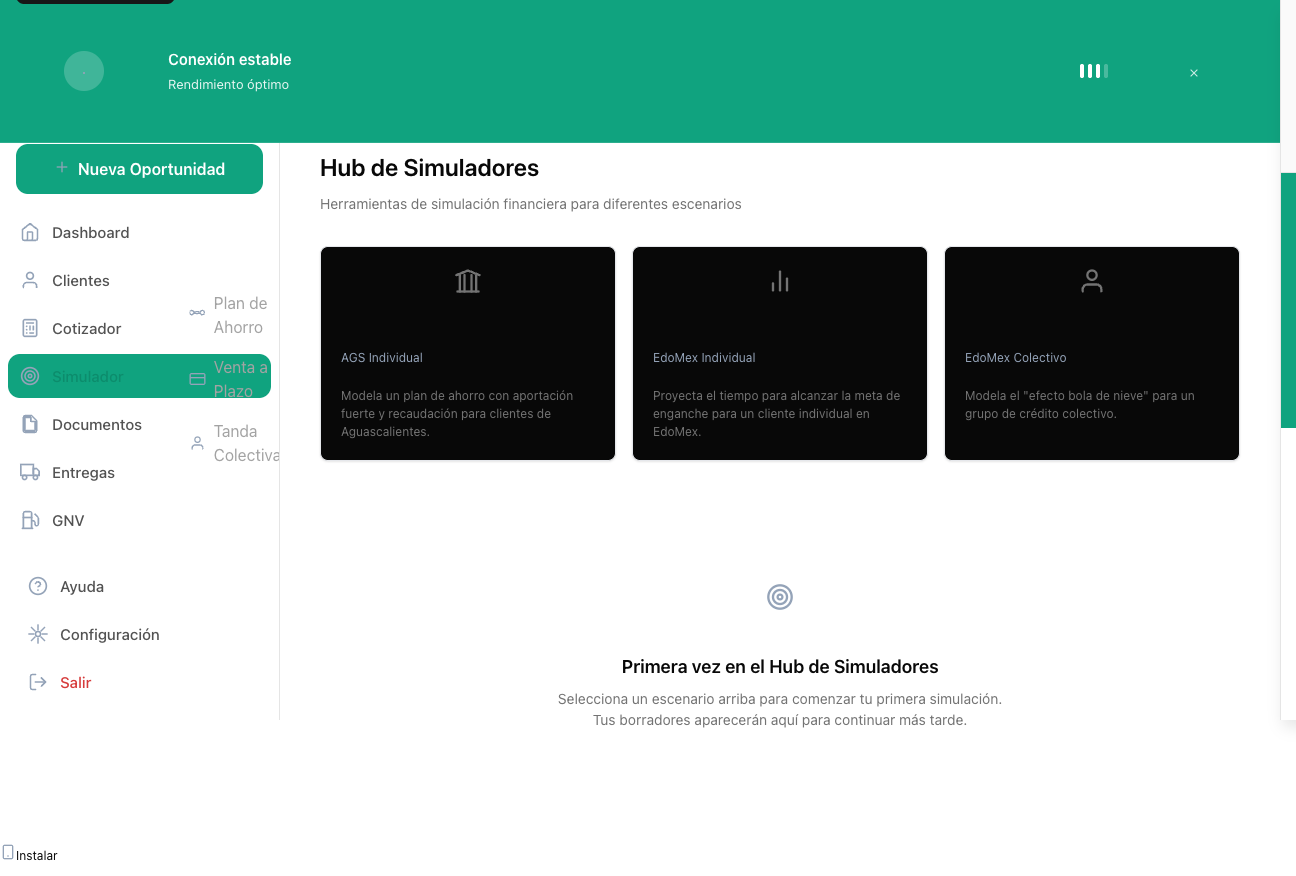 Conexión estable
Rendimiento óptimo
×
+ Nueva Oportunidad
Dashboard
Clientes
Cotizador
Simulador
Documentos
Entregas
GNV
Plan de
Ahorro
Venta a
Plazo
Tanda
Colectiva
Ayuda
Configuración
Salir
Hub de Simuladores
Herramientas de simulación financiera para diferentes escenarios
AGS Individual
Modela un plan de ahorro con aportación
fuerte y recaudación para clientes de
Aguascalientes.
EdoMex Individual
Proyecta el tiempo para alcanzar la meta de
enganche para un cliente individual en
EdoMex.
EdoMex Colectivo
Modela el "efecto bola de nieve" para un
grupo de crédito colectivo.
Primera vez en el Hub de Simuladores
Selecciona un escenario arriba para comenzar tu primera simulación.
Tus borradores aparecerán aquí para continuar más tarde.
Instalar